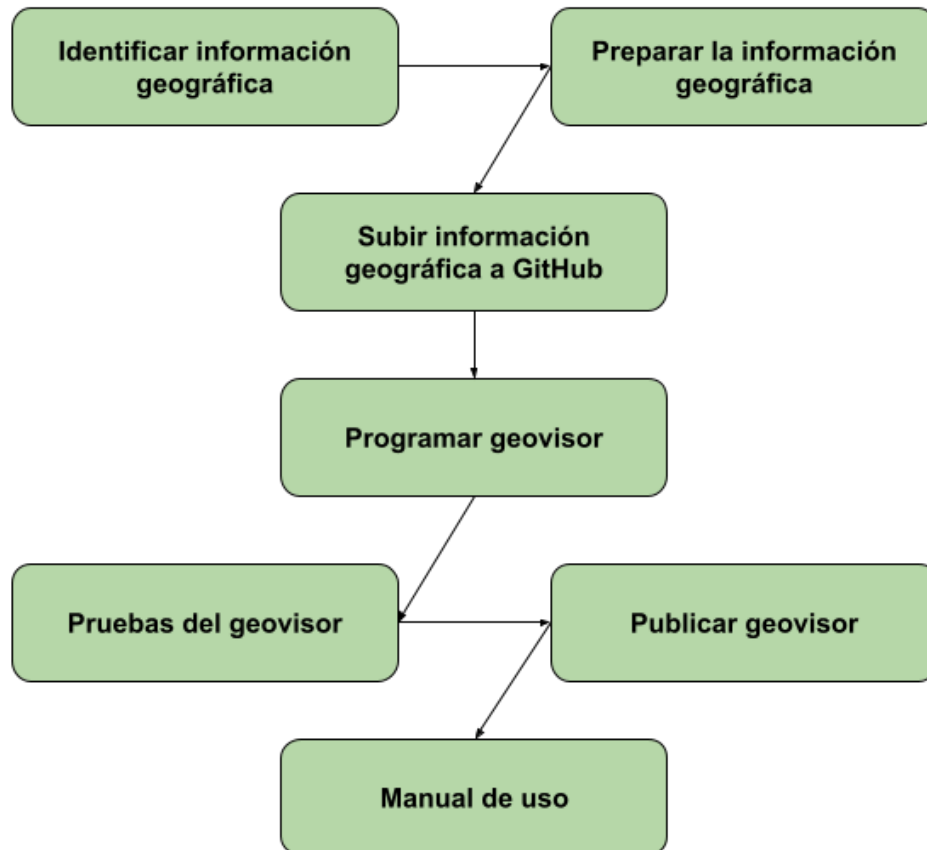 Identificar información
geográfica
Preparar la información
geográfica
Subir información
geográfica a GitHub
Programar geovisor
Pruebas del geovisor
Publicar geovisor
Manual de uso